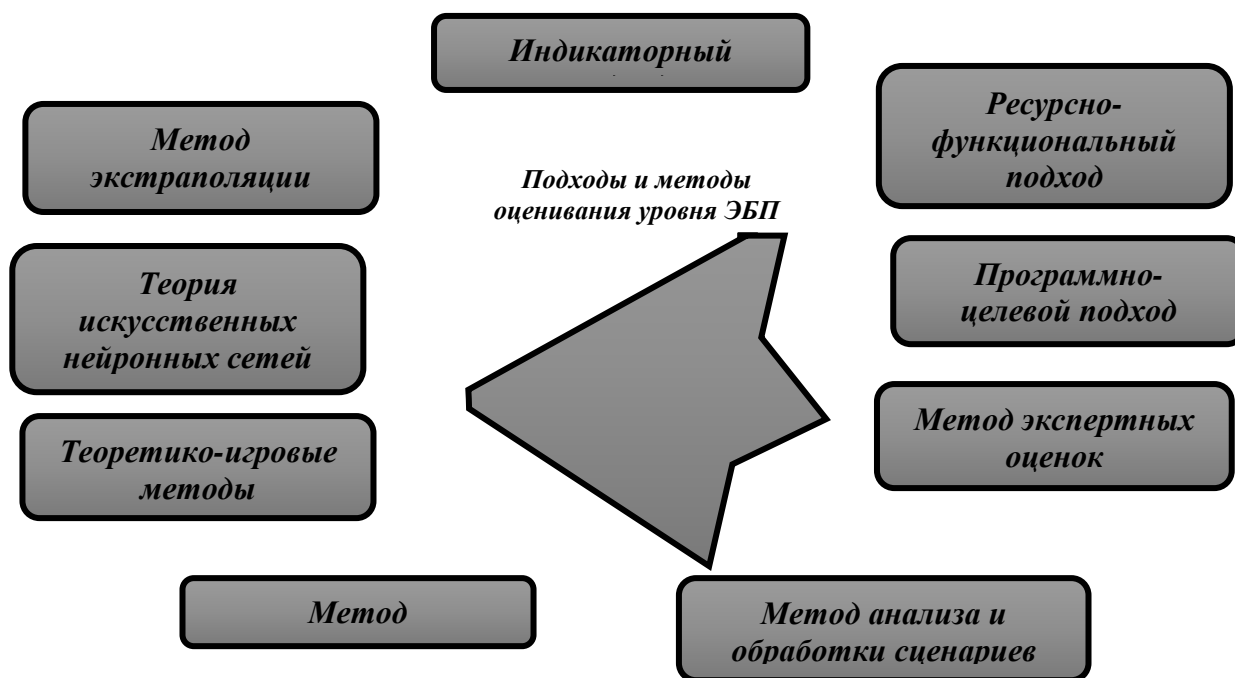 Индикаторный
Ресурсно-
функциональный
подход
Метод
экстраполяции
Подходы и методы
оценивания уровня ЭБП
Программно-
целевой подход
Теория
искусственных
нейронных сетей
Метод экспертных
оценок
Теоретико-игровые
методы
Метод
Метод анализа и
обработки сценариев